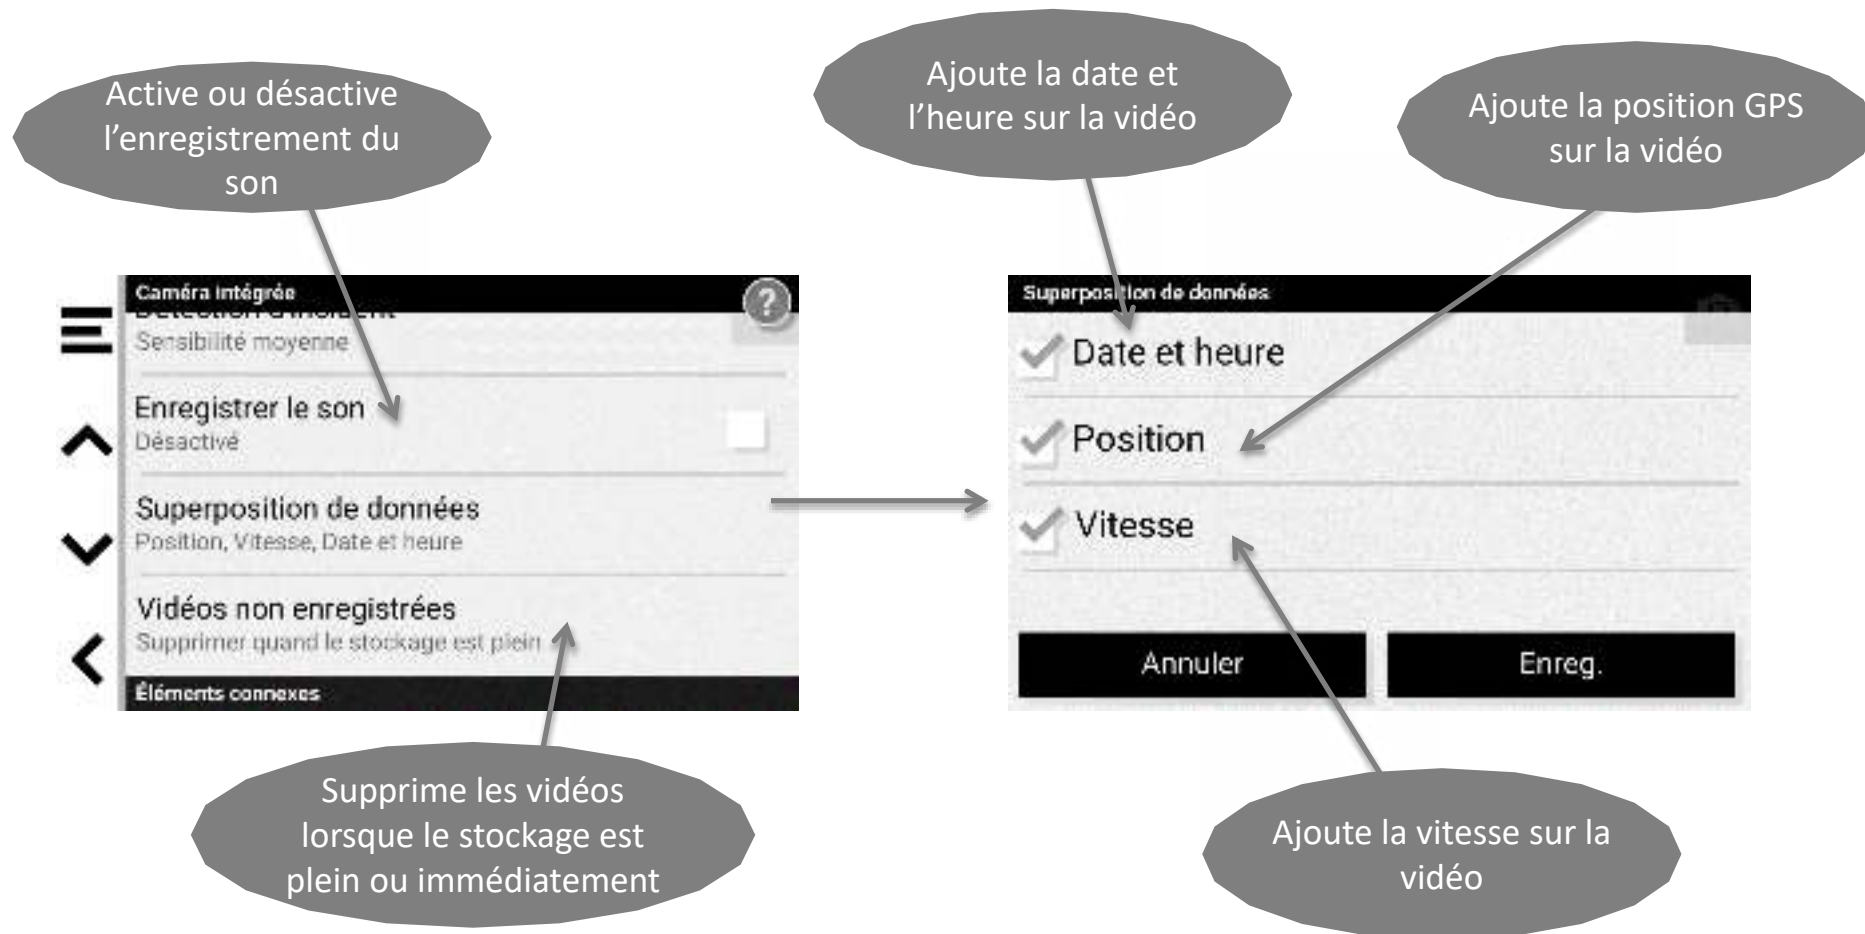 Active ou désactive
l’enregistrement du
son
Ajoute la date et
l’heure sur la vidéo
Ajoute la position GPS
sur la vidéo
Caméra intégrée
?
Détection d'incident
Sensibilité moyenne
Enregistrer le son
Désactivé
Superposition de données
Position, Vitesse, Date et heure
Vidéos non enregistrées
Supprimer quand le stockage est plein
Éléments connexes
Superposition de données
Date et heure
Position
Vitesse
Annuler
Enreg.
Supprime les vidéos
lorsque le stockage est
plein ou immédiatement
Ajoute la vitesse sur la
vidéo